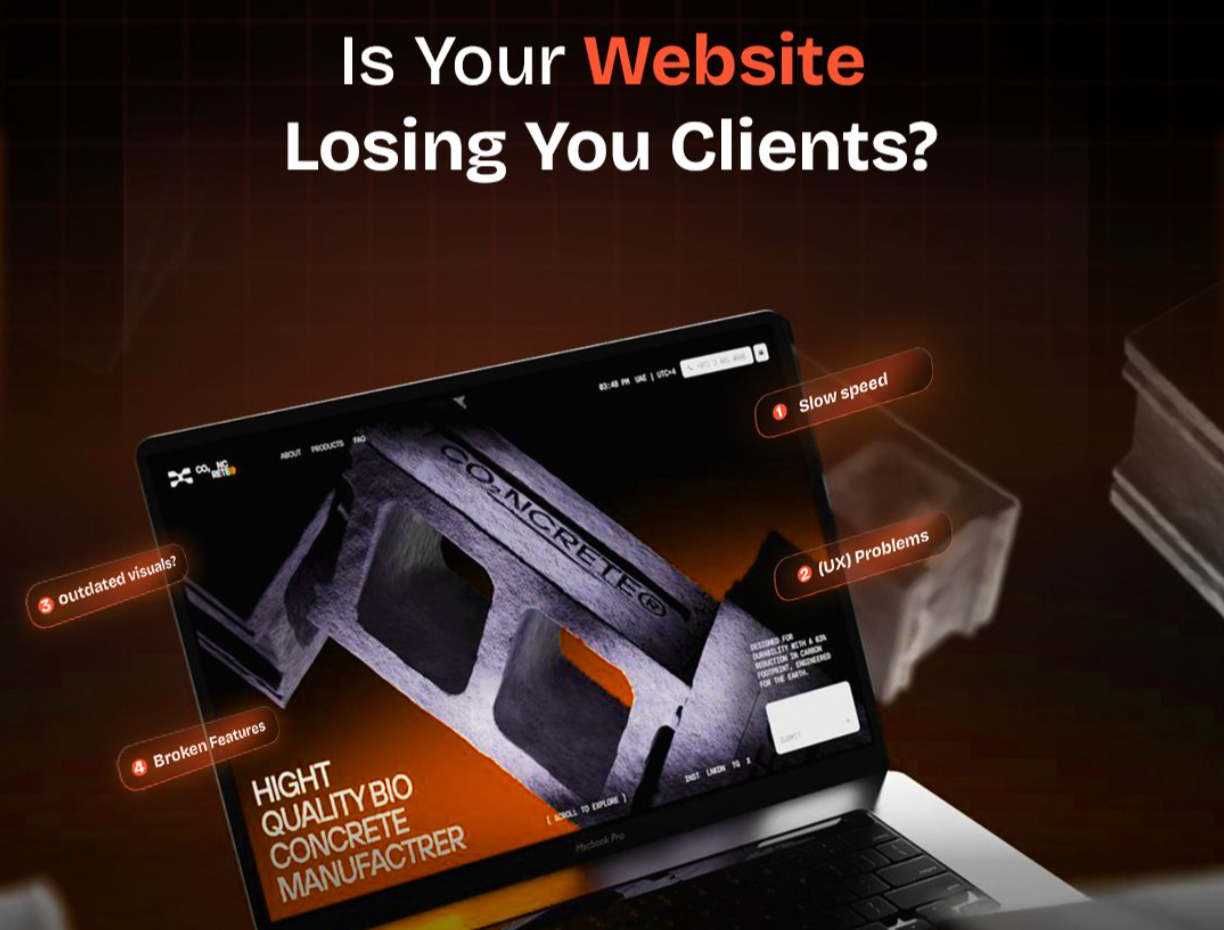 Is Your Website
Losing You Clients?
03:48 PM UAE | UTC+4
1 Slow speed
ABOUT PRODUCTS FAQ
CO₂NCRETE
CO₂NCRETE®
2 (UX) Problems
3 outdated visuals?
DESIGNED FOR
DURABILITY WITH A 83%
REDUCTION IN CARBON
FOOTPRINT, ENGINEERED
FOR THE EARTH.
4 Broken Features
SUBMIT
HIGHT
QUALITY BIO
CONCRETE
MANUFACTRER
INST LNKDN TG X
[ SCROLL TO EXPLORE ]
Macbook Pro